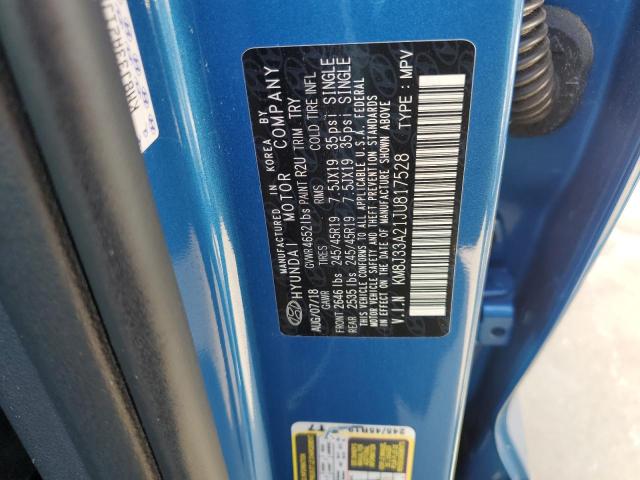 MANUFACTURED IN KOREA BY
HYUNDAI MOTOR COMPANY
AUG/07/18 GVWR 4652 lbs PAINT R2U TRIM TRY
GAWR TIRES RIMS COLD TIRE INFL
FRONT 2646 lbs 245/45R19 7.5JX19 35psi SINGLE
REAR 2535 lbs 245/45R19 7.5JX19 35psi SINGLE
THIS VEHICLE CONFORMS TO ALL APPLICABLE U.S.A. FEDERAL
MOTOR VEHICLE SAFETY AND THEFT PREVENTION STANDARDS
IN EFFECT ON THE DATE OF MANUFACTURE SHOWN ABOVE
V.I.N : KM8J33A21JU817528 TYPE : MPV
245/45R19